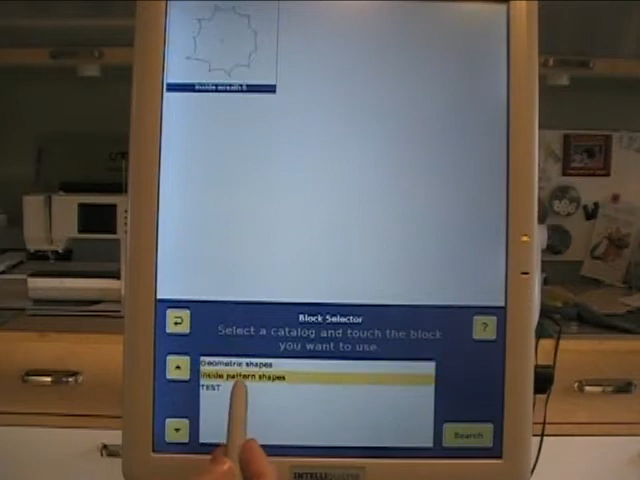 Inside wreath 6
Block Selector
Select a catalog and touch the block
you want to use.
?
Geometric shapes
Inside pattern shapes
TEST
Search